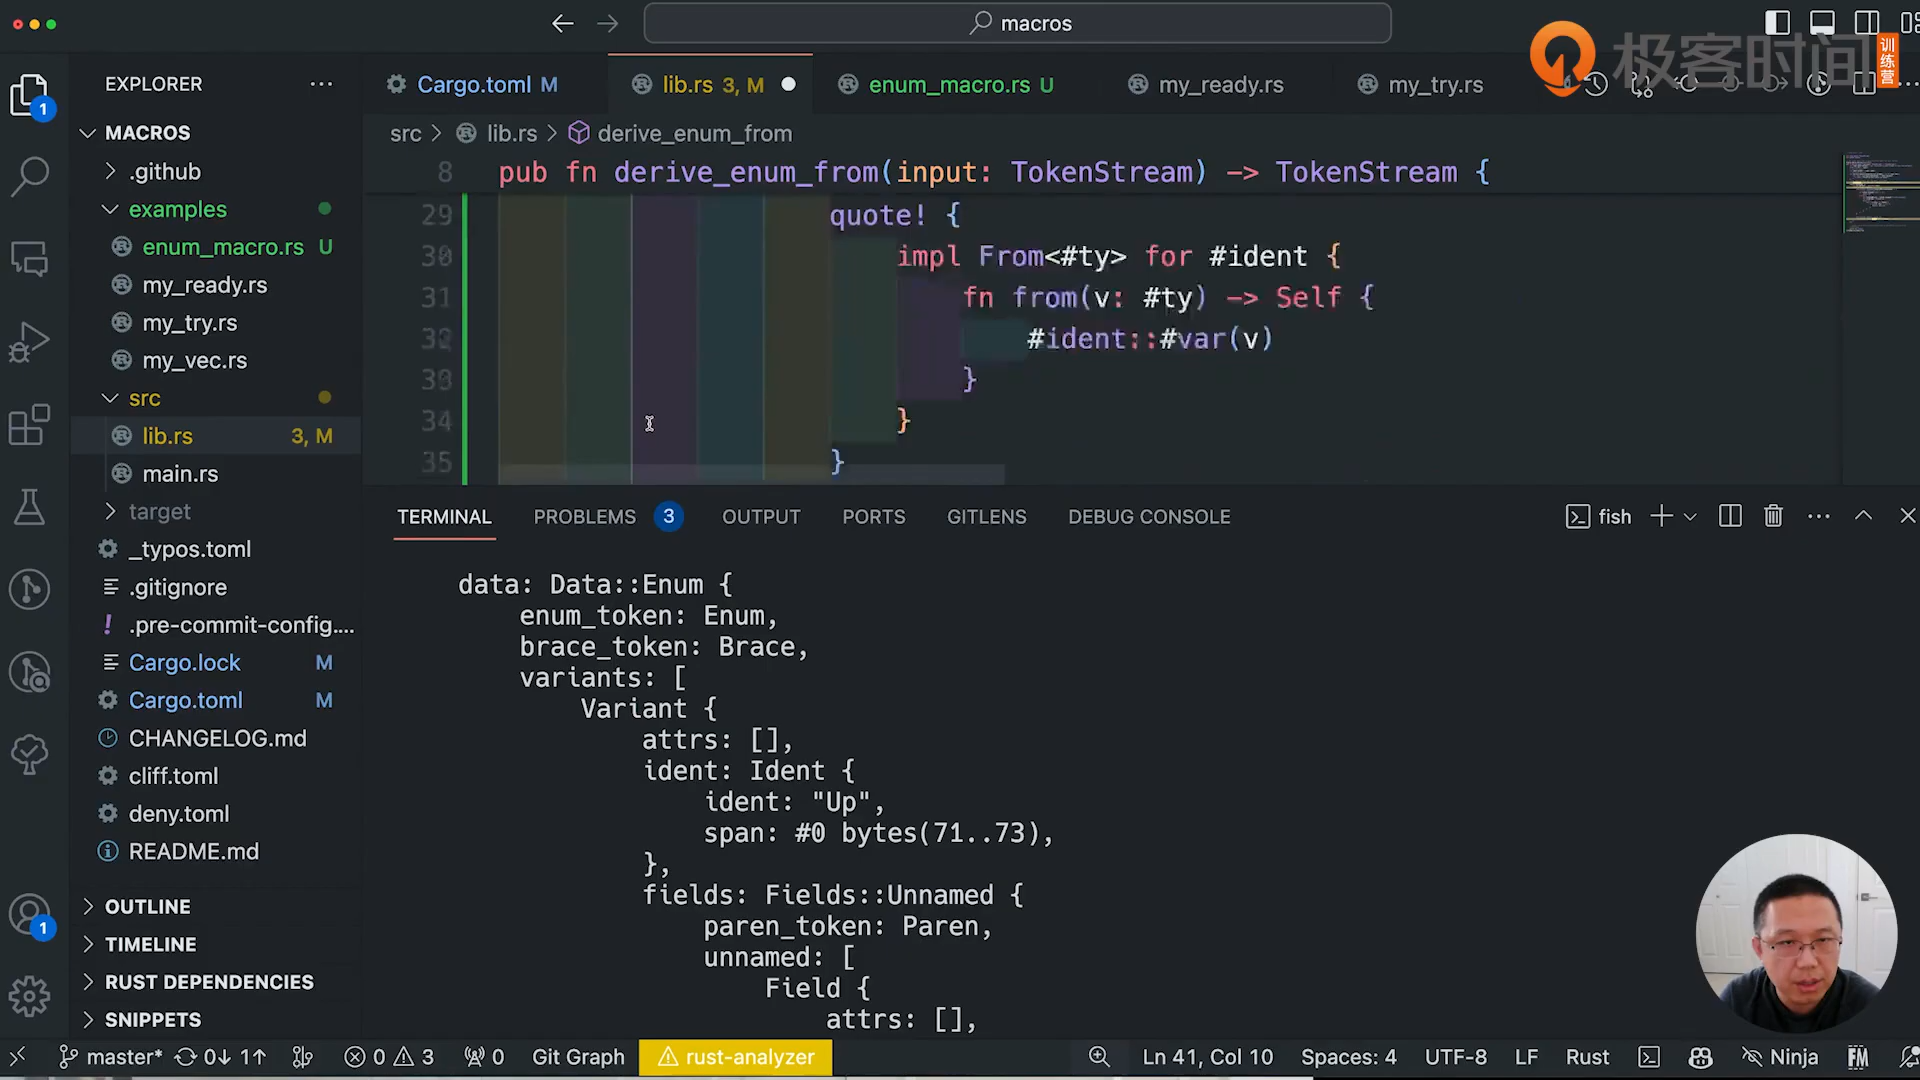 macros
极客时间
训练营
EXPLORER
Cargo.toml M
lib.rs 3, M
enum_macro.rs U
my_ready.rs
my_try.rs
MACROS
.github
examples
enum_macro.rs U
my_ready.rs
my_try.rs
my_vec.rs
src
lib.rs 3, M
main.rs
target
_typos.toml
.gitignore
.pre-commit-config....
Cargo.lock M
Cargo.toml M
CHANGELOG.md
cliff.toml
deny.toml
README.md
OUTLINE
TIMELINE
RUST DEPENDENCIES
SNIPPETS
1
1
src > lib.rs > derive_enum_from
8 pub fn derive_enum_from(input: TokenStream) -> TokenStream {
29 quote! {
30 impl From<#ty> for #ident {
31 fn from(v: #ty) -> Self {
32 #ident::#var(v)
33 }
34 }
35 }
TERMINAL PROBLEMS 3 OUTPUT PORTS GITLENS DEBUG CONSOLE
fish
data: Data::Enum {
enum_token: Enum,
brace_token: Brace,
variants: [
Variant {
attrs: [],
ident: Ident {
ident: "Up",
span: #0 bytes(71..73),
},
fields: Fields::Unnamed {
paren_token: Paren,
unnamed: [
Field {
attrs: [],
master* 0↓ 1↑ 0 3 0 Git Graph rust-analyzer Ln 41, Col 10 Spaces: 4 UTF-8 LF Rust Ninja FM